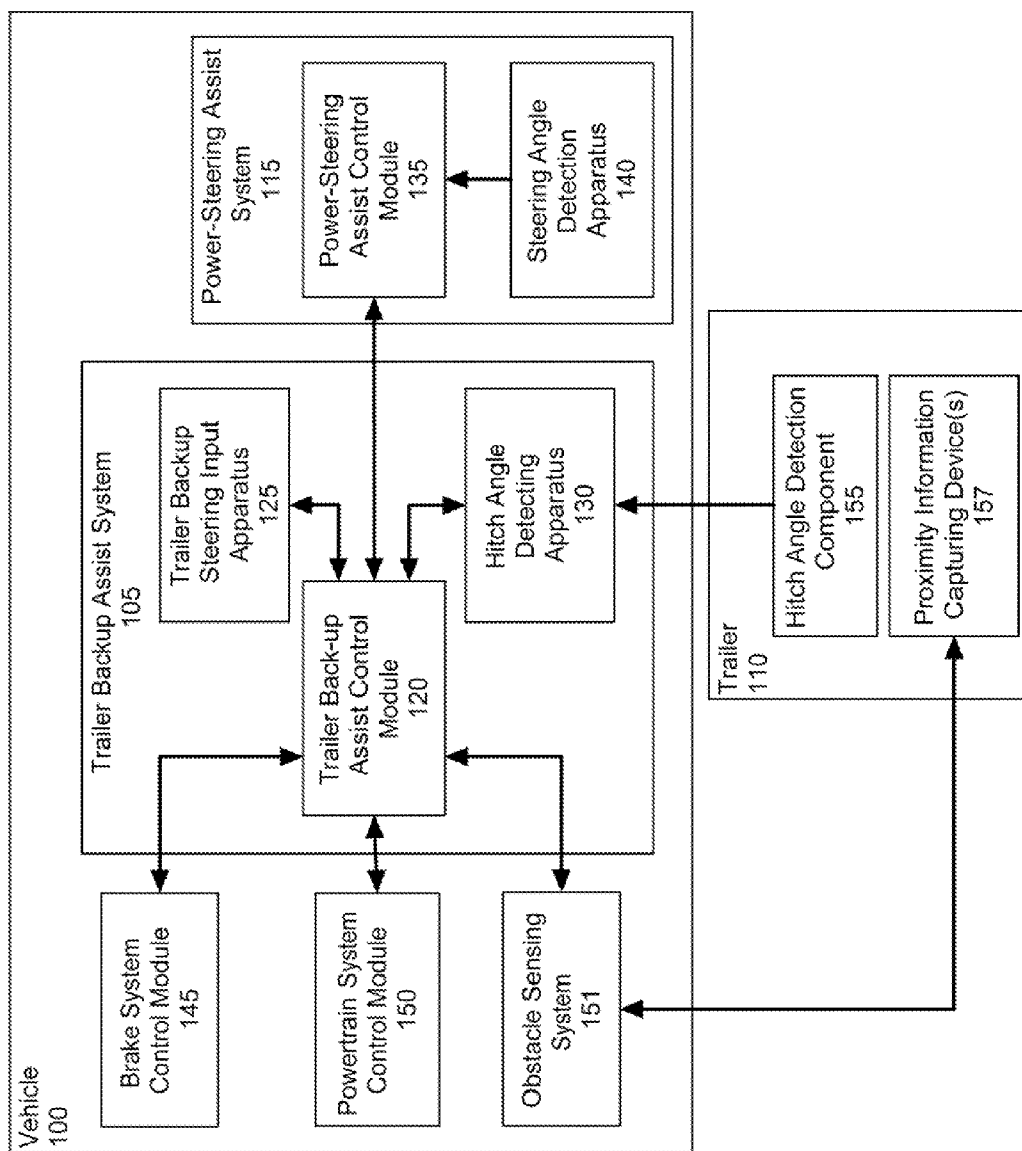 Vehicle
100
Brake System
Control Module
145
Powertrain System
Control Module
150
Obstacle Sensing
System
151
Trailer Backup Assist System
105
Trailer Back-up
Assist Control
Module
120
Trailer Backup
Steering Input
Apparatus
125
Hitch Angle
Detecting
Apparatus
130
Power-Steering Assist
System
115
Power-Steering
Assist Control
Module
135
Steering Angle
Detection
Apparatus
140
Trailer
110
Hitch Angle Detection
Component
155
Proximity Information
Capturing Device(s)
157